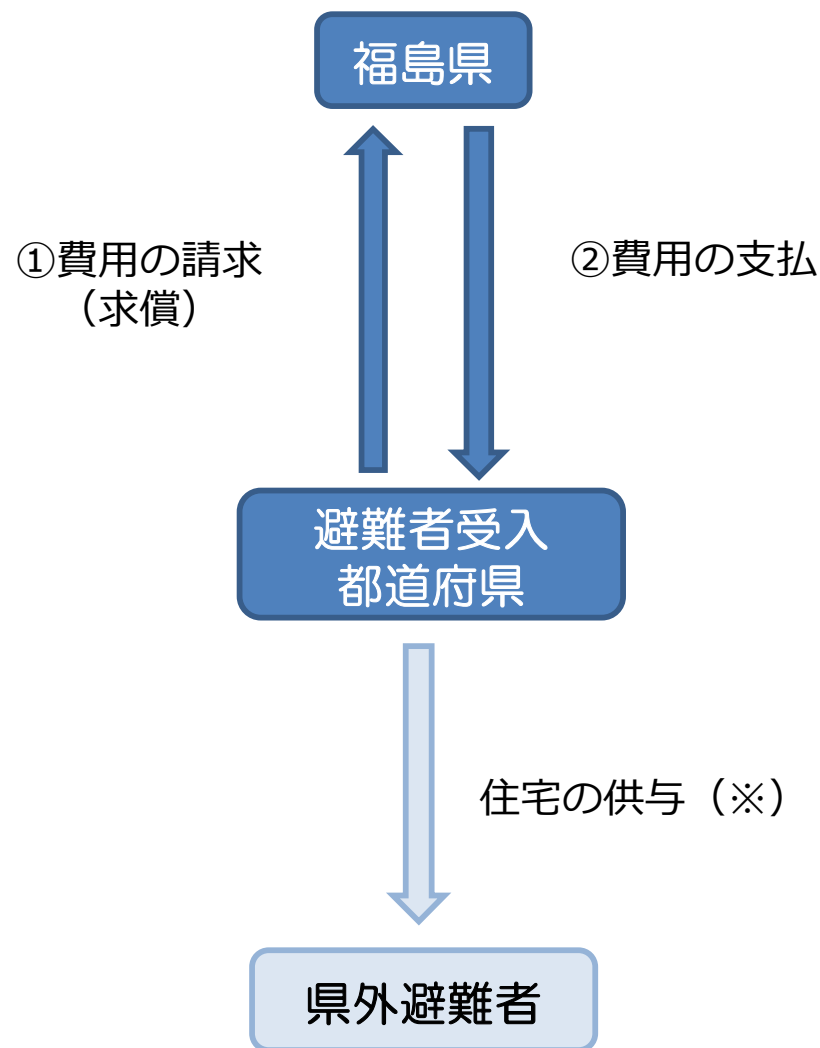 福島県
①費用の請求
（求償）
②費用の支払
避難者受入
都道府県
住宅の供与（※）
県外避難者